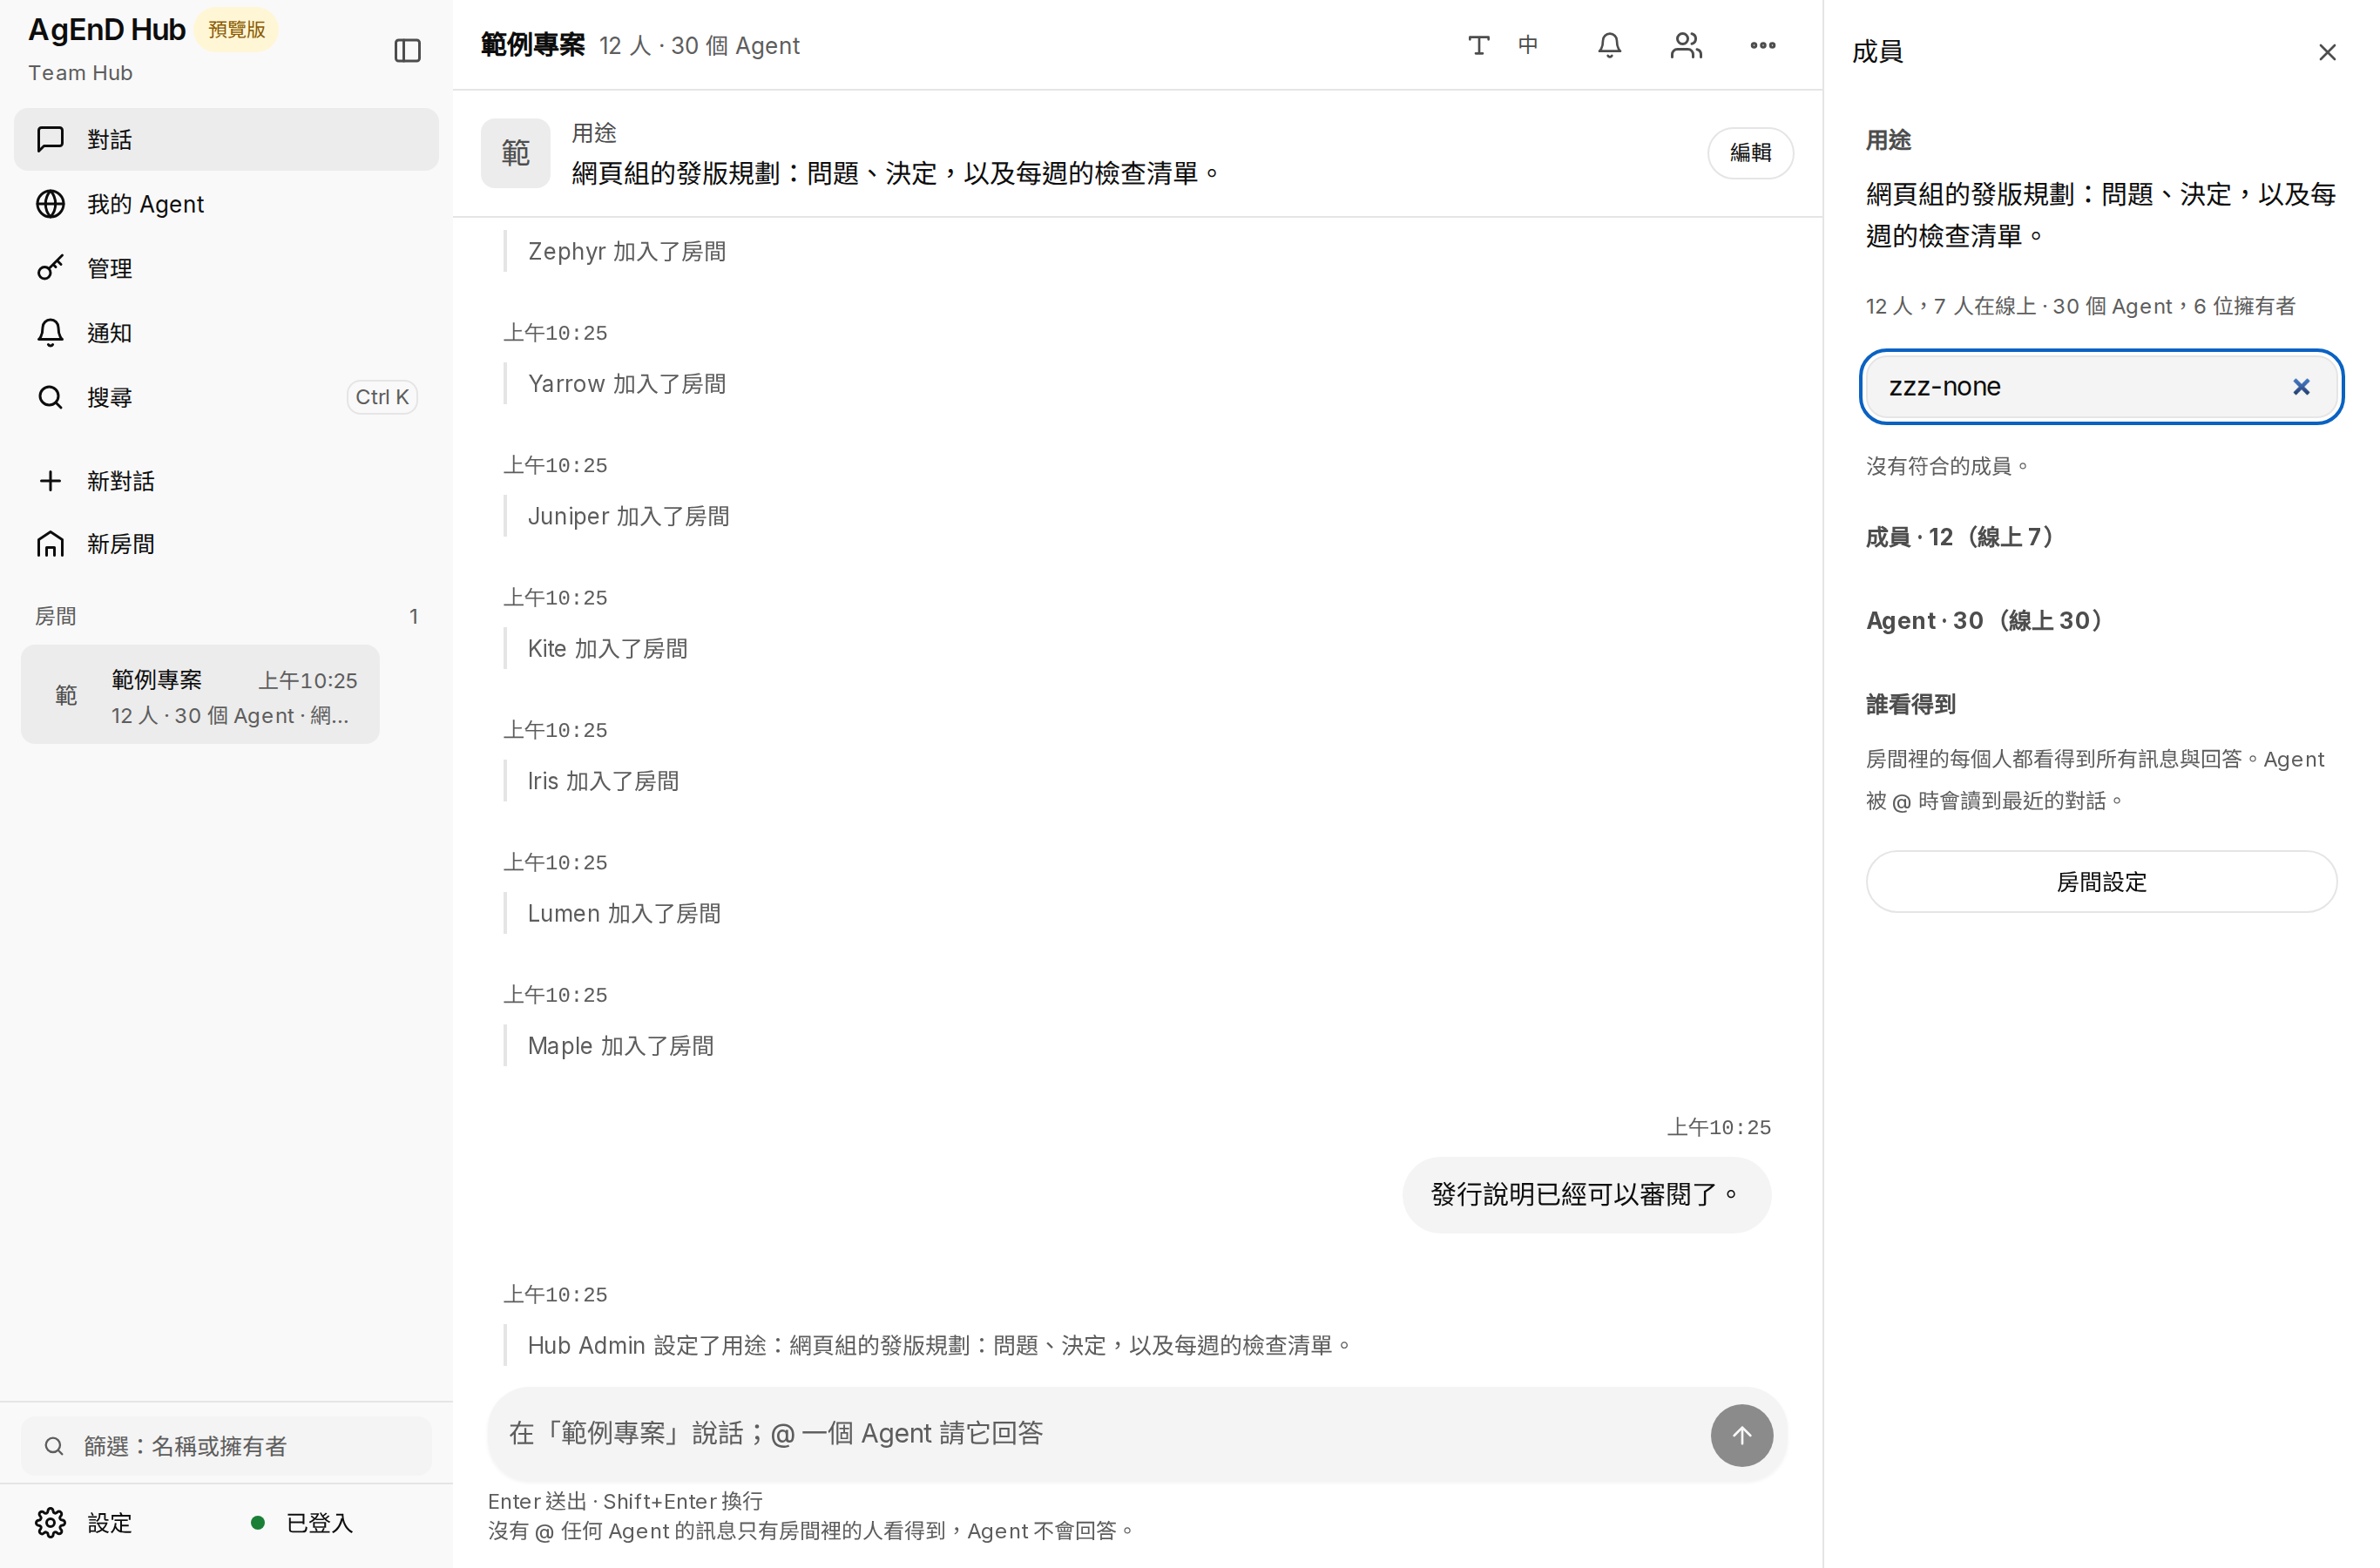 AgEnD Hub 預覽版
Team Hub
對話
我的 Agent
管理
通知
搜尋 Ctrl K
新對話
新房間
房間 1
範 範例專案 上午10:25
12 人 · 30 個 Agent · 網...
篩選：名稱或擁有者
設定 已登入
範例專案 12 人 · 30 個 Agent
中
範 用途
網頁組的發版規劃：問題、決定，以及每週的檢查清單。
編輯
Zephyr 加入了房間
上午10:25
Yarrow 加入了房間
上午10:25
Juniper 加入了房間
上午10:25
Kite 加入了房間
上午10:25
Iris 加入了房間
上午10:25
Lumen 加入了房間
上午10:25
Maple 加入了房間
上午10:25
發行說明已經可以審閱了。
上午10:25
Hub Admin 設定了用途：網頁組的發版規劃：問題、決定，以及每週的檢查清單。
在「範例專案」說話；@ 一個 Agent 請它回答
Enter 送出 · Shift+Enter 換行
沒有 @ 任何 Agent 的訊息只有房間裡的人看得到，Agent 不會回答。
成員
用途
網頁組的發版規劃：問題、決定，以及每
週的檢查清單。
12 人，7 人在線上 · 30 個 Agent，6 位擁有者
zzz-none
沒有符合的成員。
成員 · 12（線上 7）
Agent · 30（線上 30）
誰看得到
房間裡的每個人都看得到所有訊息與回答。Agent
被 @ 時會讀到最近的對話。
房間設定